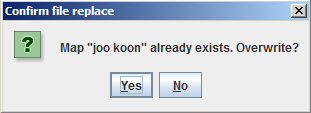 Confirm file replace
?
Map "joo koon" already exists. Overwrite?
Yes No